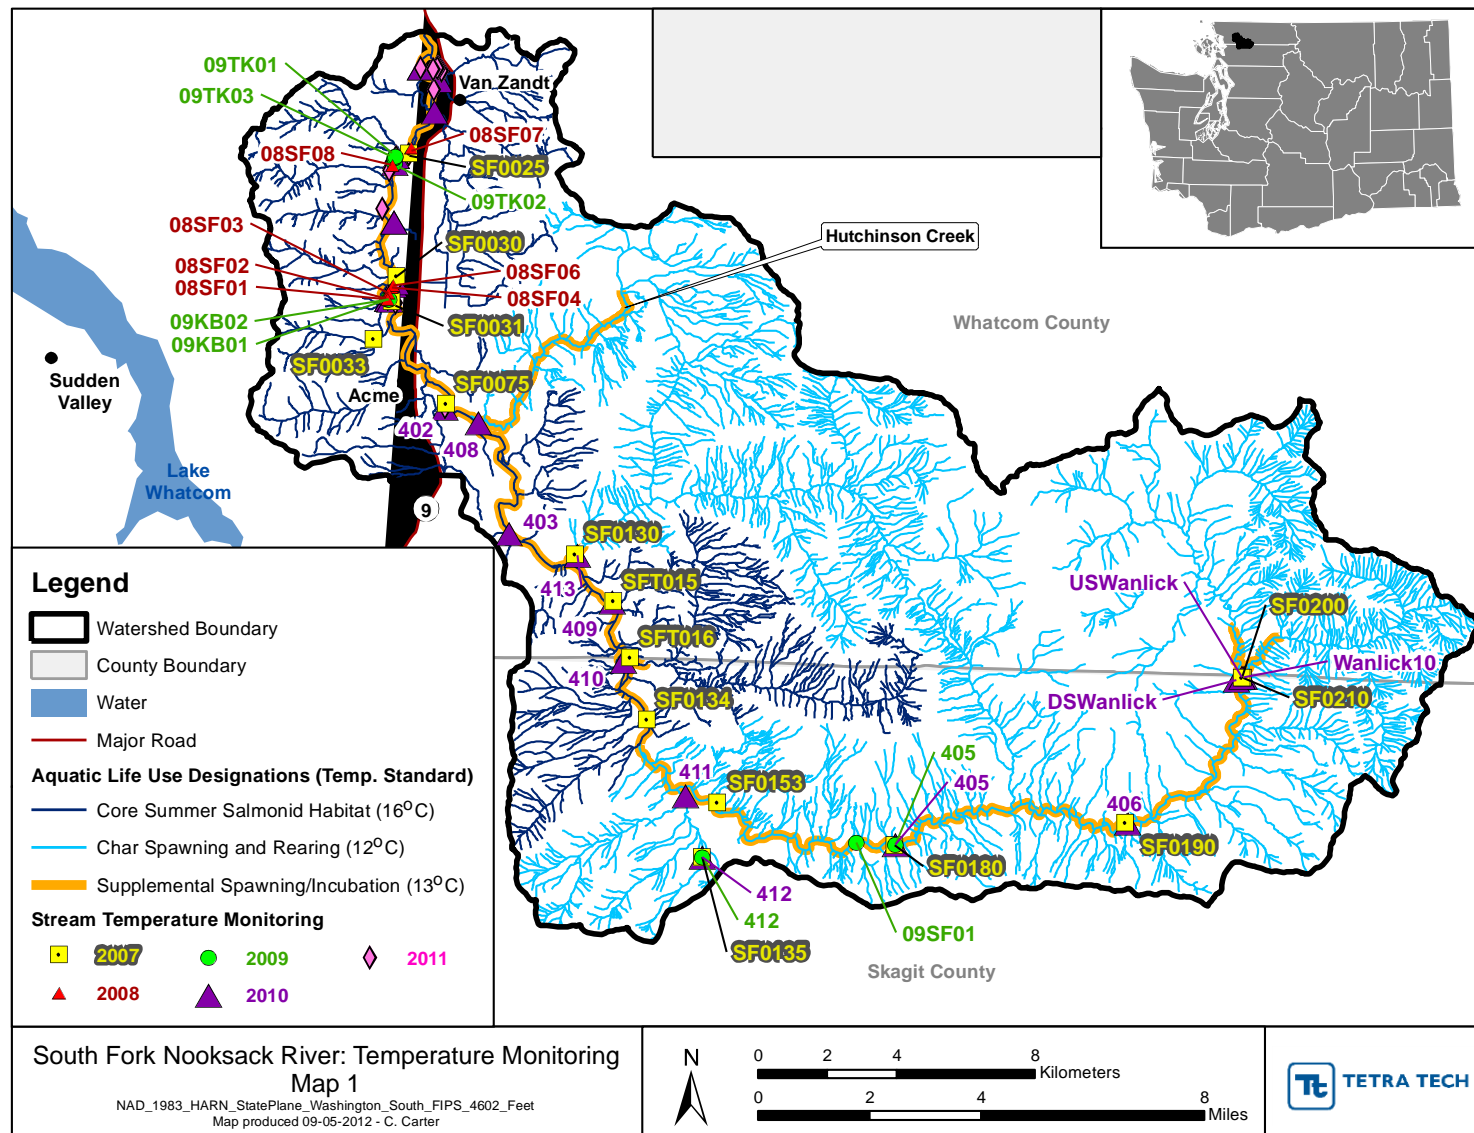 09TK01
09TK03
Van Zandt
08SF07
08SF08
SF0025
09TK02
08SF03
SF0030
Hutchinson Creek
08SF02
08SF06
08SF01
08SF04
09KB02
SF0031
09KB01
Whatcom County
SF0033
Sudden
Valley
SF0075
Acme
402
408
Lake
Whatcom
9
403
SF0130
413
SFT015
409
SFT016
410
SF0134
USWanlick
SF0200
Wanlick10
DSWanlick
SF0210
411
SF0153
405
405
406
SF0190
SF0180
412
412
SF0135
09SF01
Skagit County
Legend
Watershed Boundary
County Boundary
Water
Major Road
Aquatic Life Use Designations (Temp. Standard)
Core Summer Salmonid Habitat (16°C)
Char Spawning and Rearing (12°C)
Supplemental Spawning/Incubation (13°C)
Stream Temperature Monitoring
2007 2009 2011
2008 2010
South Fork Nooksack River: Temperature Monitoring
Map 1
NAD_1983_HARN_StatePlane_Washington_South_FIPS_4602_Feet
Map produced 09-05-2012 - C. Carter
N
0 2 4 8
Kilometers
0 2 4 8
Miles
Tt TETRA TECH